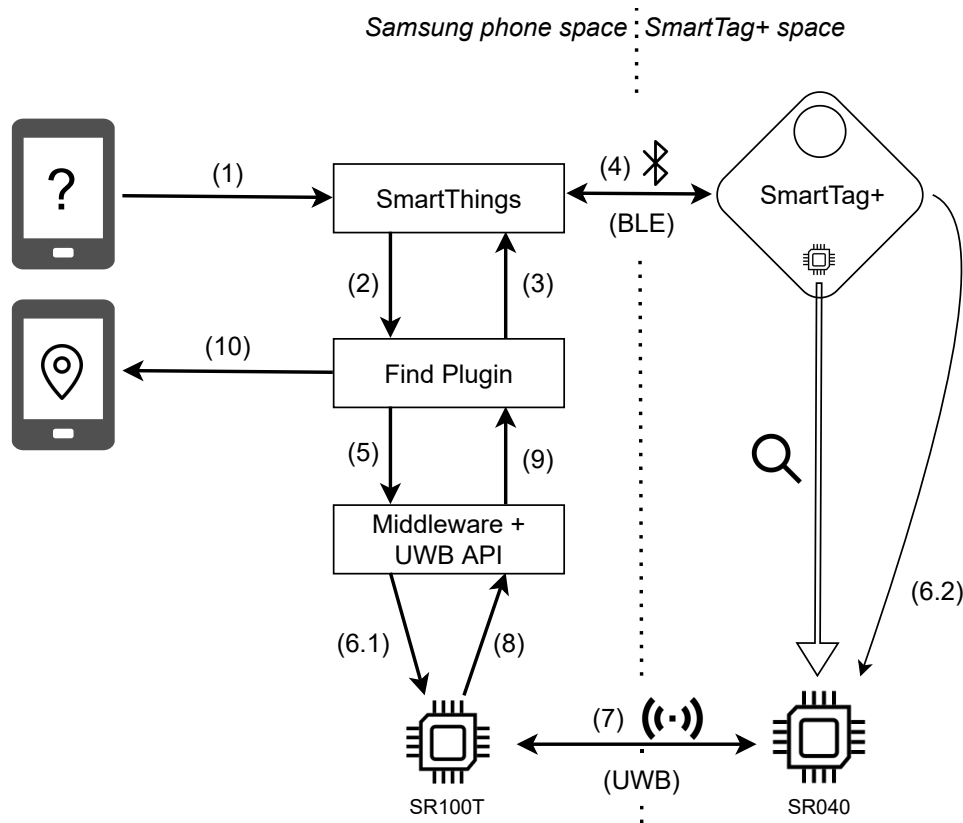 Samsung phone space
SmartTag+ space
?
(1)
SmartThings
(4)
(BLE)
SmartTag+
(2)
(3)
(10)
Find Plugin
(5)
(9)
Middleware +
UWB API
(6.1)
(8)
(6.2)
(7)
(UWB)
SR100T
SR040